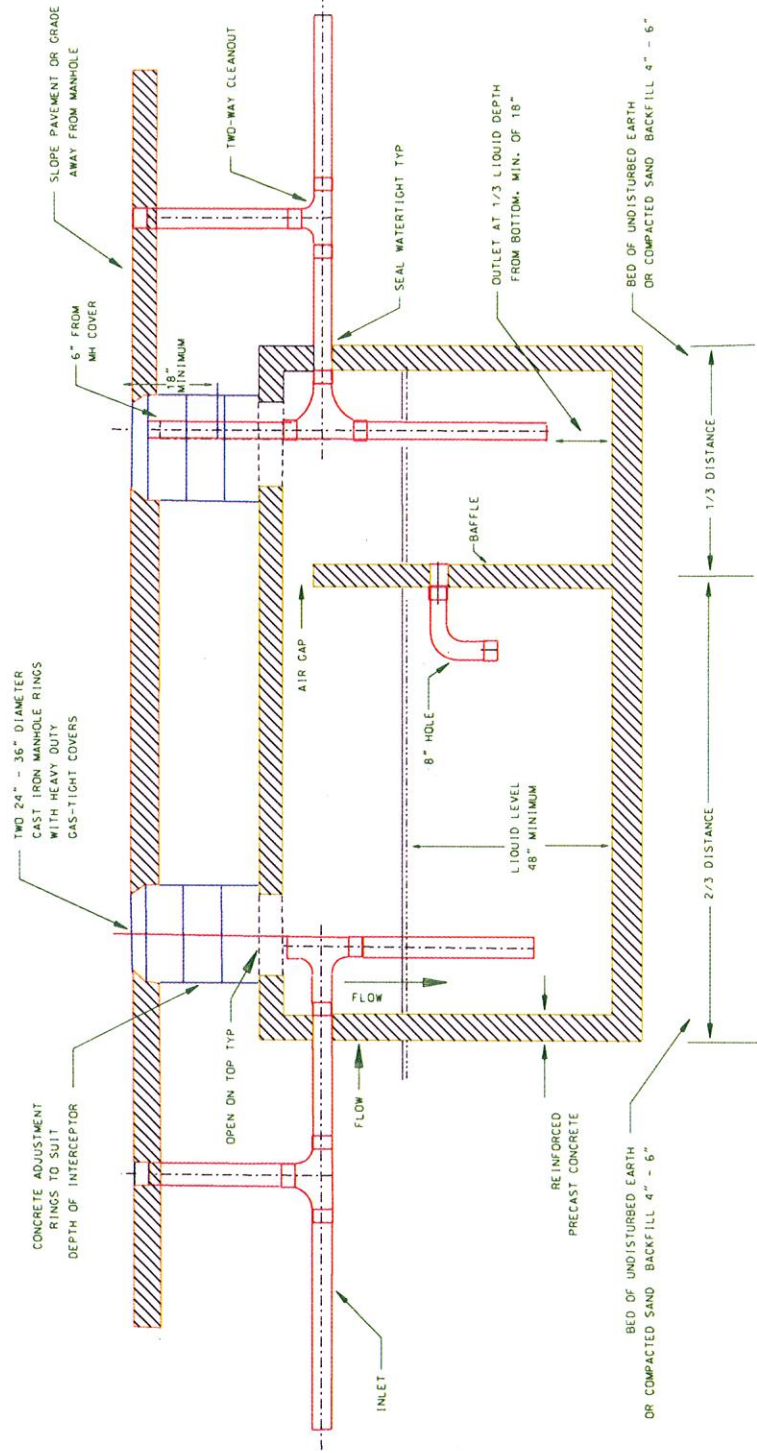 TWO 24" - 36" DIAMETER
CAST IRON MANHOLE RINGS
WITH HEAVY DUTY
GAS-TIGHT COVERS
SLOPE PAVEMENT OR GRADE
AWAY FROM MANHOLE
CONCRETE ADJUSTMENT
RINGS TO SUIT
DEPTH OF INTERCEPTOR
6" FROM
MH COVER
18"
MINIMUM
TWO-WAY CLEANOUT
OPEN ON TOP TYP
AIR GAP
SEAL WATERTIGHT TYP
INLET
FLOW
FLOW
8" HOLE
BAFFLE
OUTLET AT 1/3 LIQUID DEPTH
FROM BOTTOM. MIN. OF 18"
LIQUID LEVEL
48" MINIMUM
REINFORCED
PRECAST CONCRETE
BED OF UNDISTURBED EARTH
OR COMPACTED SAND BACKFILL 4" - 6"
2/3 DISTANCE
1/3 DISTANCE
BED OF UNDISTURBED EARTH
OR COMPACTED SAND BACKFILL 4" - 6"